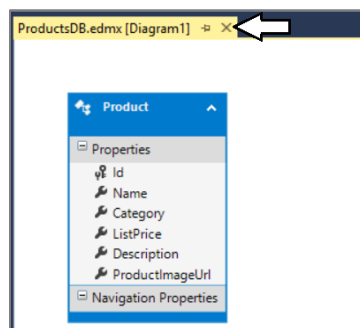 ProductsDB.edmx [Diagram1]
Product
Properties
Id
Name
Category
ListPrice
Description
ProductImageUrl
Navigation Properties